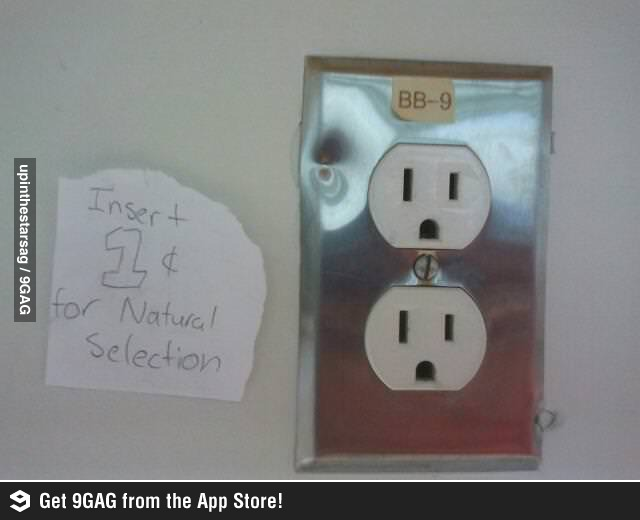 BB-9
Insert
1¢
for Natural
Selection
upinthestarsag / 9GAG
Get 9GAG from the App Store!